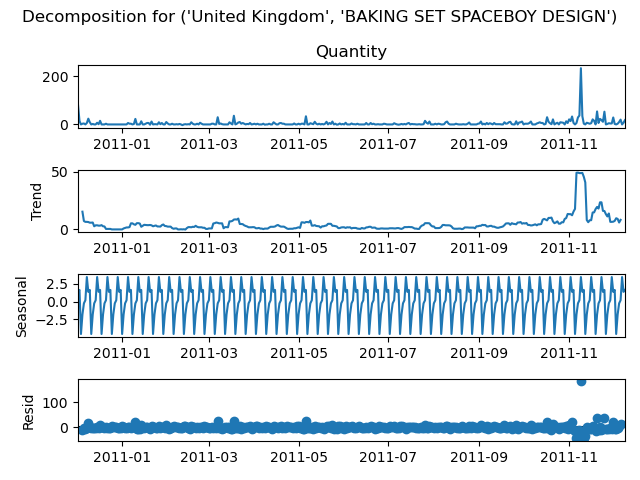 Decomposition for ('United Kingdom', 'BAKING SET SPACEBOY DESIGN')
Quantity
200
0
2011-01 2011-03 2011-05 2011-07 2011-09 2011-11
Trend
50
0
2011-01 2011-03 2011-05 2011-07 2011-09 2011-11
Seasonal
2.5
0.0
−2.5
2011-01 2011-03 2011-05 2011-07 2011-09 2011-11
Resid
100
0
2011-01 2011-03 2011-05 2011-07 2011-09 2011-11